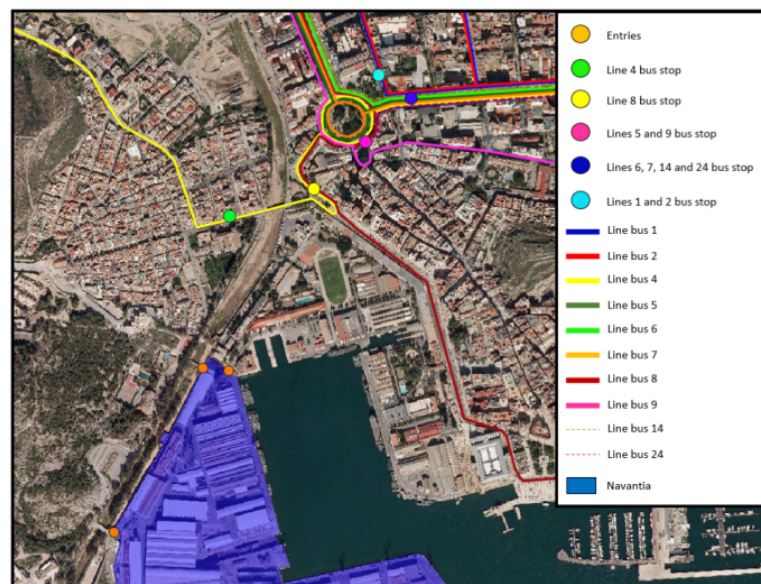 Entries
Line 4 bus stop
Line 8 bus stop
Lines 5 and 9 bus stop
Lines 6, 7, 14 and 24 bus stop
Lines 1 and 2 bus stop
Line bus 1
Line bus 2
Line bus 4
Line bus 5
Line bus 6
Line bus 7
Line bus 8
Line bus 9
Line bus 14
Line bus 24
Navantia